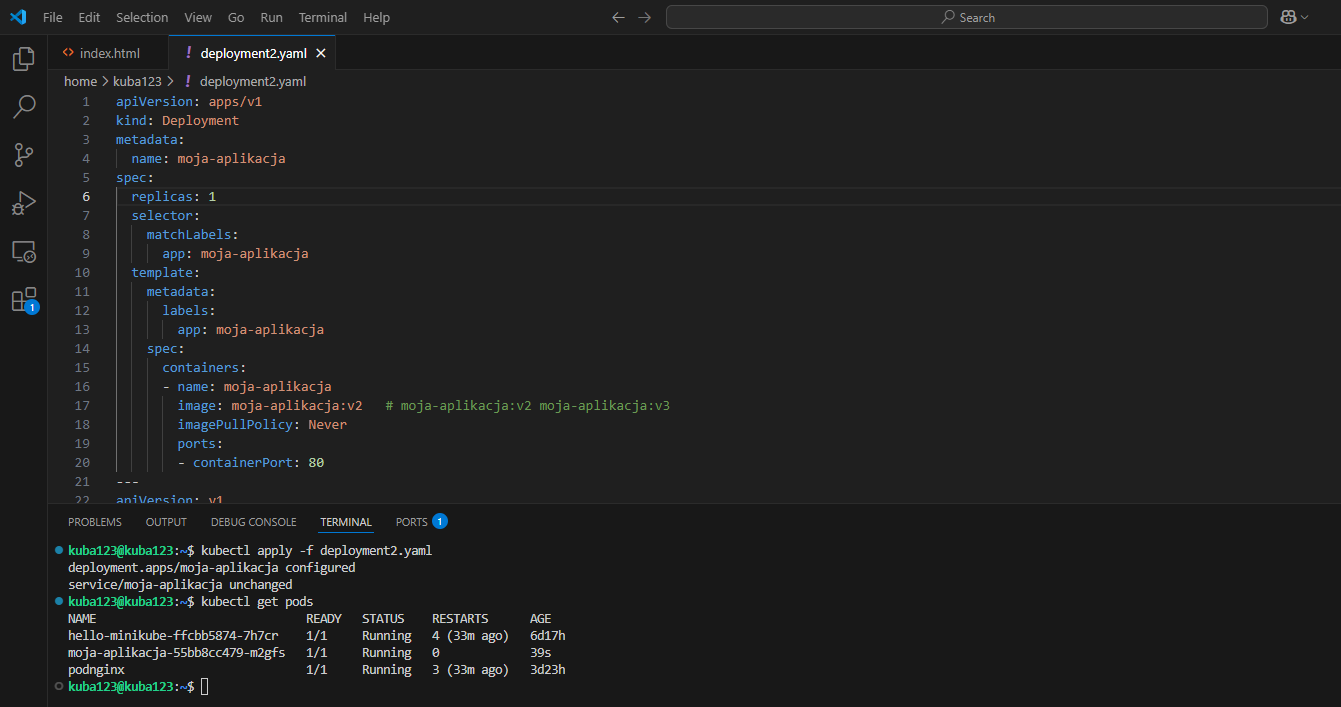 File Edit Selection View Go Run Terminal Help
Search
index.html
! deployment2.yaml
home > kuba123 > ! deployment2.yaml
1 apiVersion: apps/v1
2 kind: Deployment
3 metadata:
4 name: moja-aplikacja
5 spec:
6 replicas: 1
7 selector:
8 matchLabels:
9 app: moja-aplikacja
10 template:
11 metadata:
12 labels:
13 app: moja-aplikacja
14 spec:
15 containers:
16 - name: moja-aplikacja
17 image: moja-aplikacja:v2 # moja-aplikacja:v2 moja-aplikacja:v3
18 imagePullPolicy: Never
19 ports:
20 - containerPort: 80
21 ---
22 apiVersion: v1
1
PROBLEMS OUTPUT DEBUG CONSOLE TERMINAL PORTS 1
kuba123@kuba123:~$ kubectl apply -f deployment2.yaml
deployment.apps/moja-aplikacja configured
service/moja-aplikacja unchanged
kuba123@kuba123:~$ kubectl get pods
NAME READY STATUS RESTARTS AGE
hello-minikube-ffcbb5874-7h7cr 1/1 Running 4 (33m ago) 6d17h
moja-aplikacja-55bb8cc479-m2gfs 1/1 Running 0 39s
podnginx 1/1 Running 3 (33m ago) 3d23h
kuba123@kuba123:~$